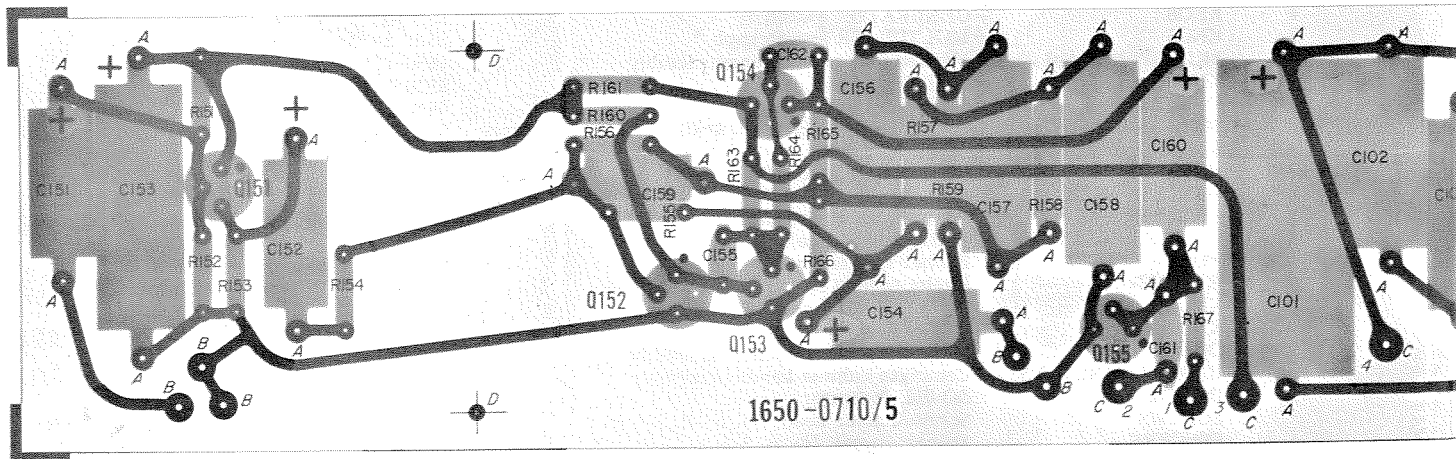 A A + A + D
C162 A A A A A A
Q154
R161
R160
R156
C156 A A R157 A + +
R151 +
A
R163 R164 R165
C151 C153 Q151 C160 C102
A C159 A R155 R159 C157 R158 C158
C152 R152 R153 R154
C155 R166 A A A
A Q152 A A A A A
C154 C101
Q153 + A A Q155 C161 R167
A B A B A
B B D B C 2 A 1 C 3 C A 4 C
1650-0710/5